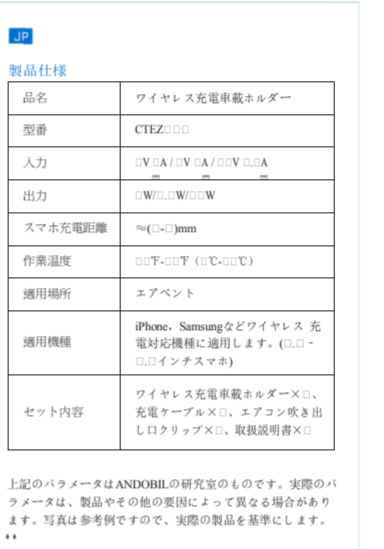 JP
製品仕様
品名 ワイヤレス充電車載ホルダー
型番 CTEZ□□□
入力 □V □A / □V □A / □□V □.□A
出力 □W/□.□W/□□W
スマホ充電距離 ≈(□-□)mm
作業温度 □□℉-□□℉（□℃-□□℃）
適用場所 エアベント
適用機種 iPhone，Samsungなどワイヤレス 充
電対応機種に適用します。(□.□ -
□.□インチスマホ)
セット内容 ワイヤレス充電車載ホルダー×□、
充電ケーブル×□、エアコン吹き出
し口クリップ×□、取扱説明書×□
上記のパラメータはANDOBILの研究室のものです。実際のパ
ラメータは、製品やその他の要因によって異なる場合があり
ます。写真は参考例ですので、実際の製品を基準にします。